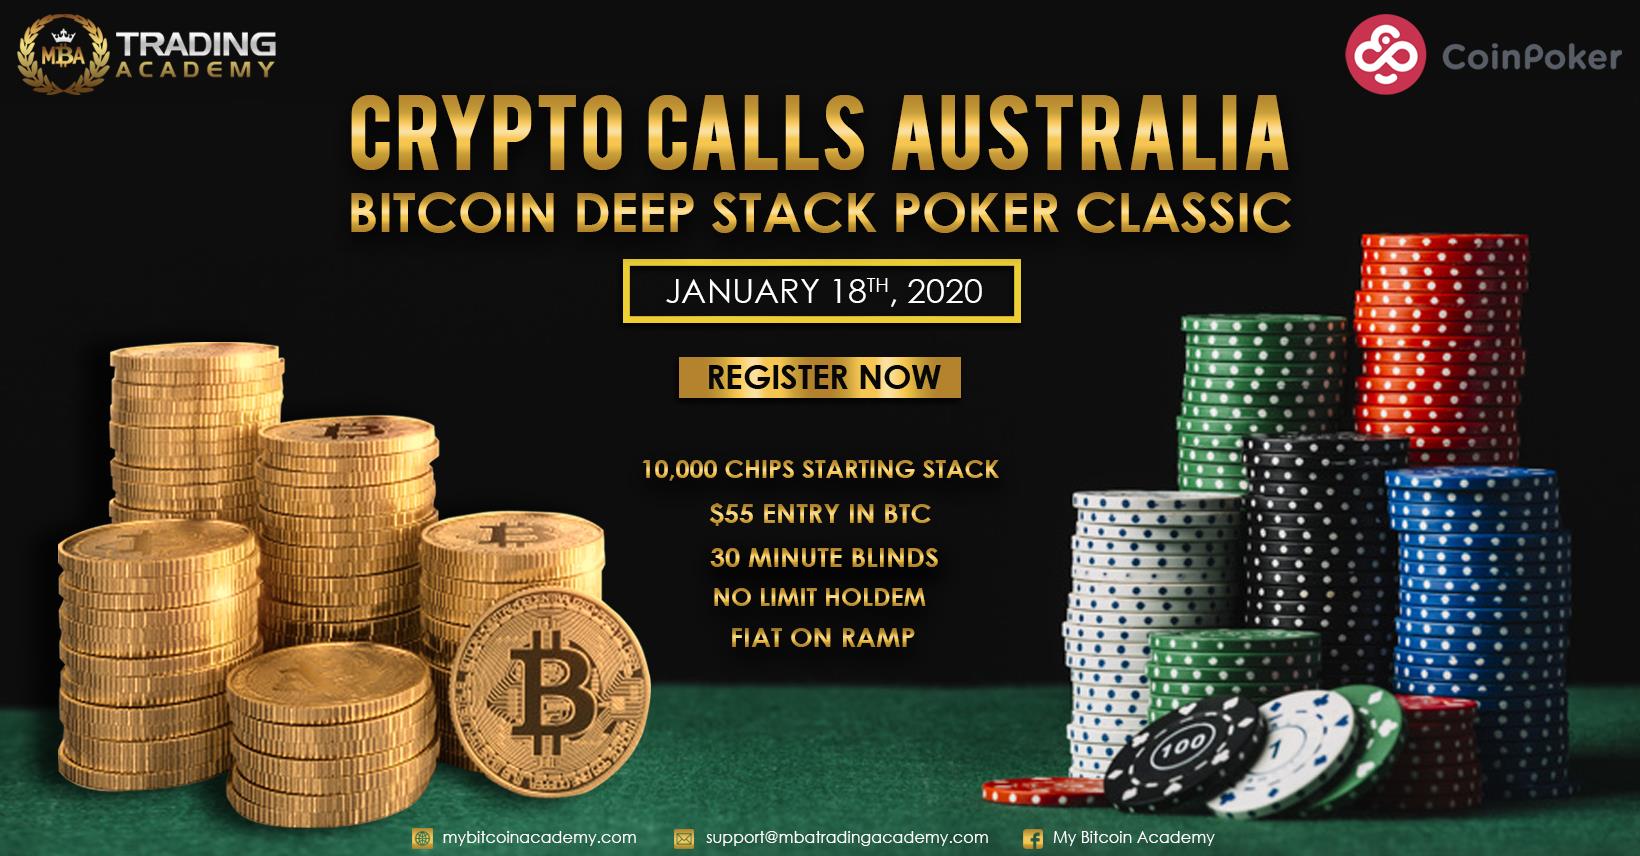 MBA
TRADING
ACADEMY
CoinPoker
CRYPTO CALLS AUSTRALIA
BITCOIN DEEP STACK POKER CLASSIC
JANUARY 18TH, 2020
REGISTER NOW
10,000 CHIPS STARTING STACK
$55 ENTRY IN BTC
30 MINUTE BLINDS
NO LIMIT HOLDEM
FIAT ON RAMP
100
1
mybitcoinacademy.com
support@mbatradingacademy.com
My Bitcoin Academy